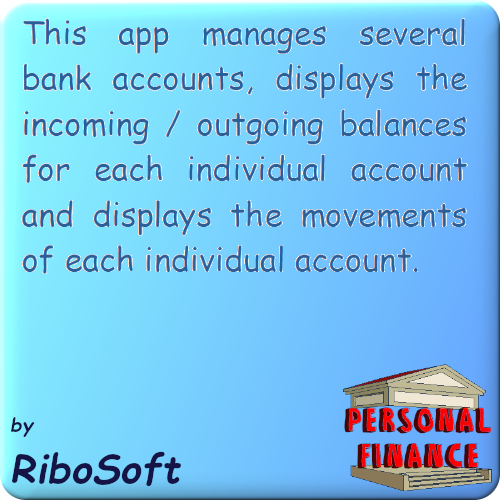 This app manages several
bank accounts, displays the
incoming / outgoing balances
for each individual account
and displays the movements
of each individual account.
by
RiboSoft
PERSONAL
FINANCE